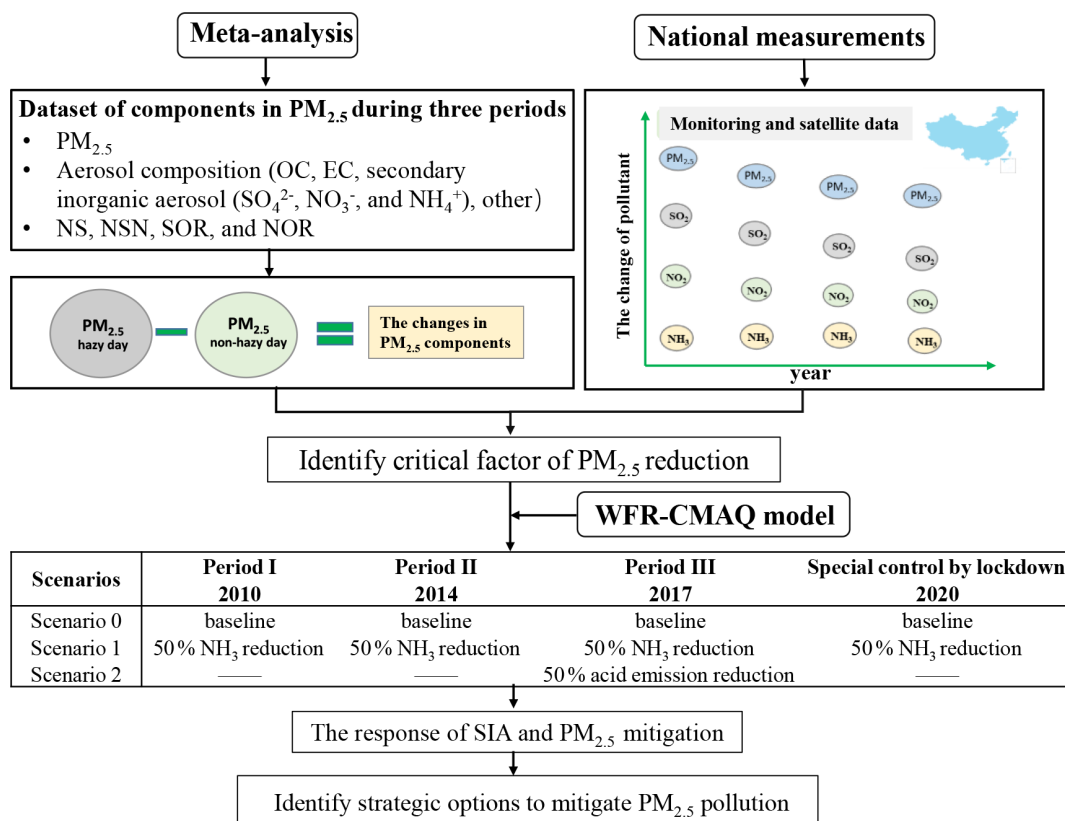 Meta-analysis
National measurements
Dataset of components in PM2.5 during three periods
• PM2.5
• Aerosol composition (OC, EC, secondary
inorganic aerosol (SO4²⁻, NO3⁻, and NH4⁺), other)
• NS, NSN, SOR, and NOR
PM2.5
hazy day
PM2.5
non-hazy day
The changes in
PM2.5 components
Monitoring and satellite data
The change of pollutant
PM2.5 PM2.5 PM2.5 PM2.5
SO2 SO2 SO2 SO2
NO2 NO2 NO2 NO2
NH3 NH3 NH3 NH3
year
Identify critical factor of PM2.5 reduction
WFR-CMAQ model
Scenarios Period I Period II Period III Special control by lockdown
2010 2014 2017 2020
Scenario 0 baseline baseline baseline baseline
Scenario 1 50% NH3 reduction 50% NH3 reduction 50% NH3 reduction 50% NH3 reduction
Scenario 2 —— —— 50% acid emission reduction ——
The response of SIA and PM2.5 mitigation
Identify strategic options to mitigate PM2.5 pollution